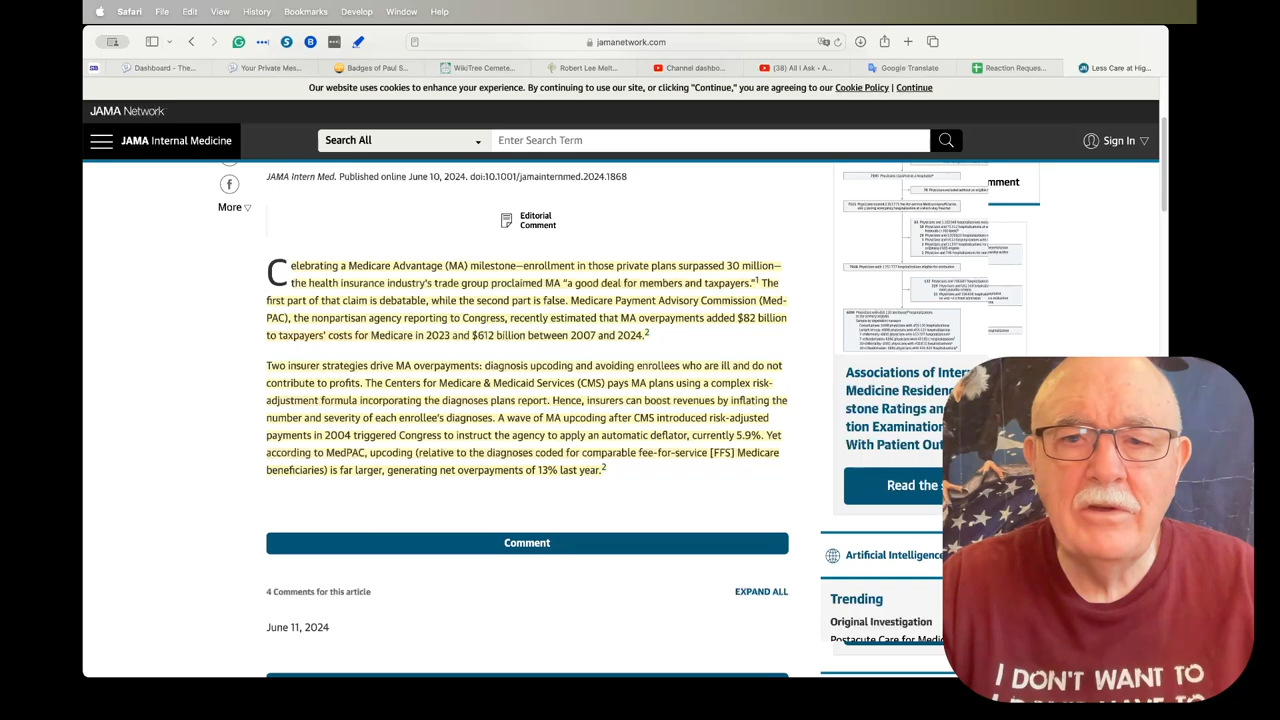 Safari File Edit View History Bookmarks Develop Window Help
jamanetwork.com
Dashboard - The... Your Private Mes... Badges of Paul S... WikiTree Cemete... Robert Lee Melt... Channel dashbo... (38) All I Ask • A... Google Translate Reaction Reques... Less Care at Hig...
Our website uses cookies to enhance your experience. By continuing to use our site, or clicking "Continue," you are agreeing to our Cookie Policy | Continue
JAMA Network
JAMA Internal Medicine Search All Enter Search Term Sign In
JAMA Intern Med. Published online June 10, 2024. doi:10.1001/jamainternmed.2024.1868
More
Editorial
Comment
Celebrating a Medicare Advantage (MA) milestone—enrollment in those private plans surpassed 30 million—
the health insurance industry's trade group proclaimed MA “a good deal for members and taxpayers.”1 The
first part of that claim is debatable, while the second part is false. Medicare Payment Advisory Commission (Med-
PAC), the nonpartisan agency reporting to Congress, recently estimated that MA overpayments added $82 billion
to taxpayers' costs for Medicare in 2023 and $612 billion between 2007 and 2024.2
Two insurer strategies drive MA overpayments: diagnosis upcoding and avoiding enrollees who are ill and do not
contribute to profits. The Centers for Medicare & Medicaid Services (CMS) pays MA plans using a complex risk-
adjustment formula incorporating the diagnoses plans report. Hence, insurers can boost revenues by inflating the
number and severity of each enrollee's diagnoses. A wave of MA upcoding after CMS introduced risk-adjusted
payments in 2004 triggered Congress to instruct the agency to apply an automatic deflator, currently 5.9%. Yet
according to MedPAC, upcoding (relative to the diagnoses coded for comparable fee-for-service [FFS] Medicare
beneficiaries) is far larger, generating net overpayments of 13% last year.2
Comment
4 Comments for this article EXPAND ALL
June 11, 2024
mment
Associations of Inter
Medicine Residen
stone Ratings an
tion Examination
With Patient Out
Read the s
Artificial Intelligence
Trending
Original Investigation
Postacute Care for Medic
I DON'T WANT TO